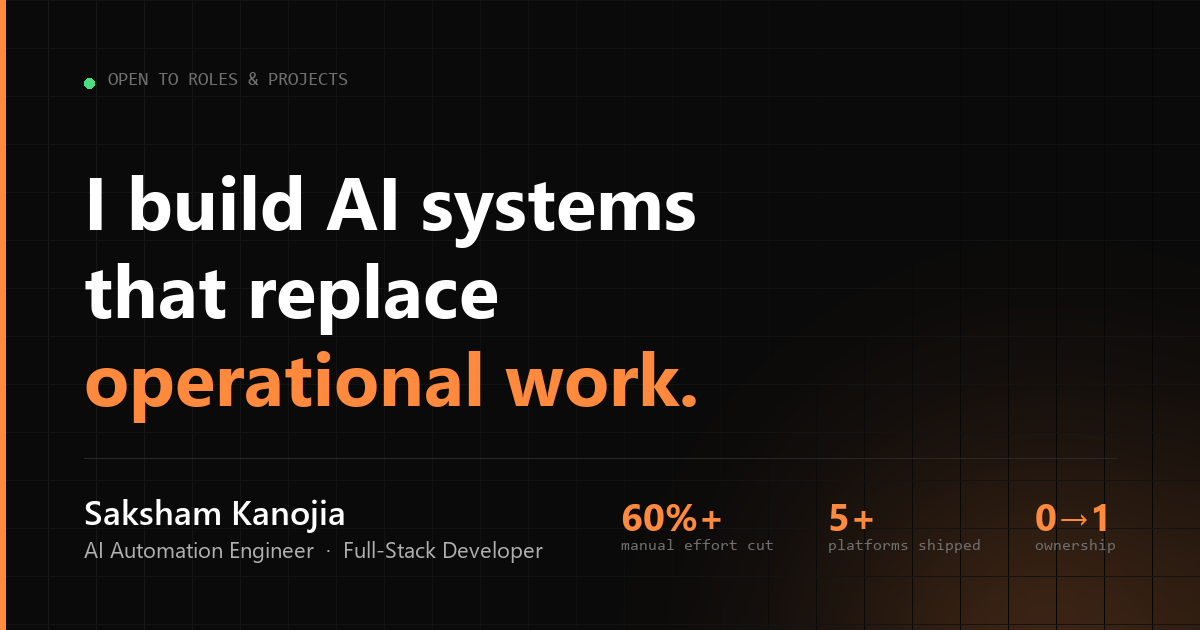 OPEN TO ROLES & PROJECTS
I build AI systems
that replace
operational work.
Saksham Kanojia
AI Automation Engineer · Full-Stack Developer
60%+
manual effort cut
5+
platforms shipped
0→1
ownership